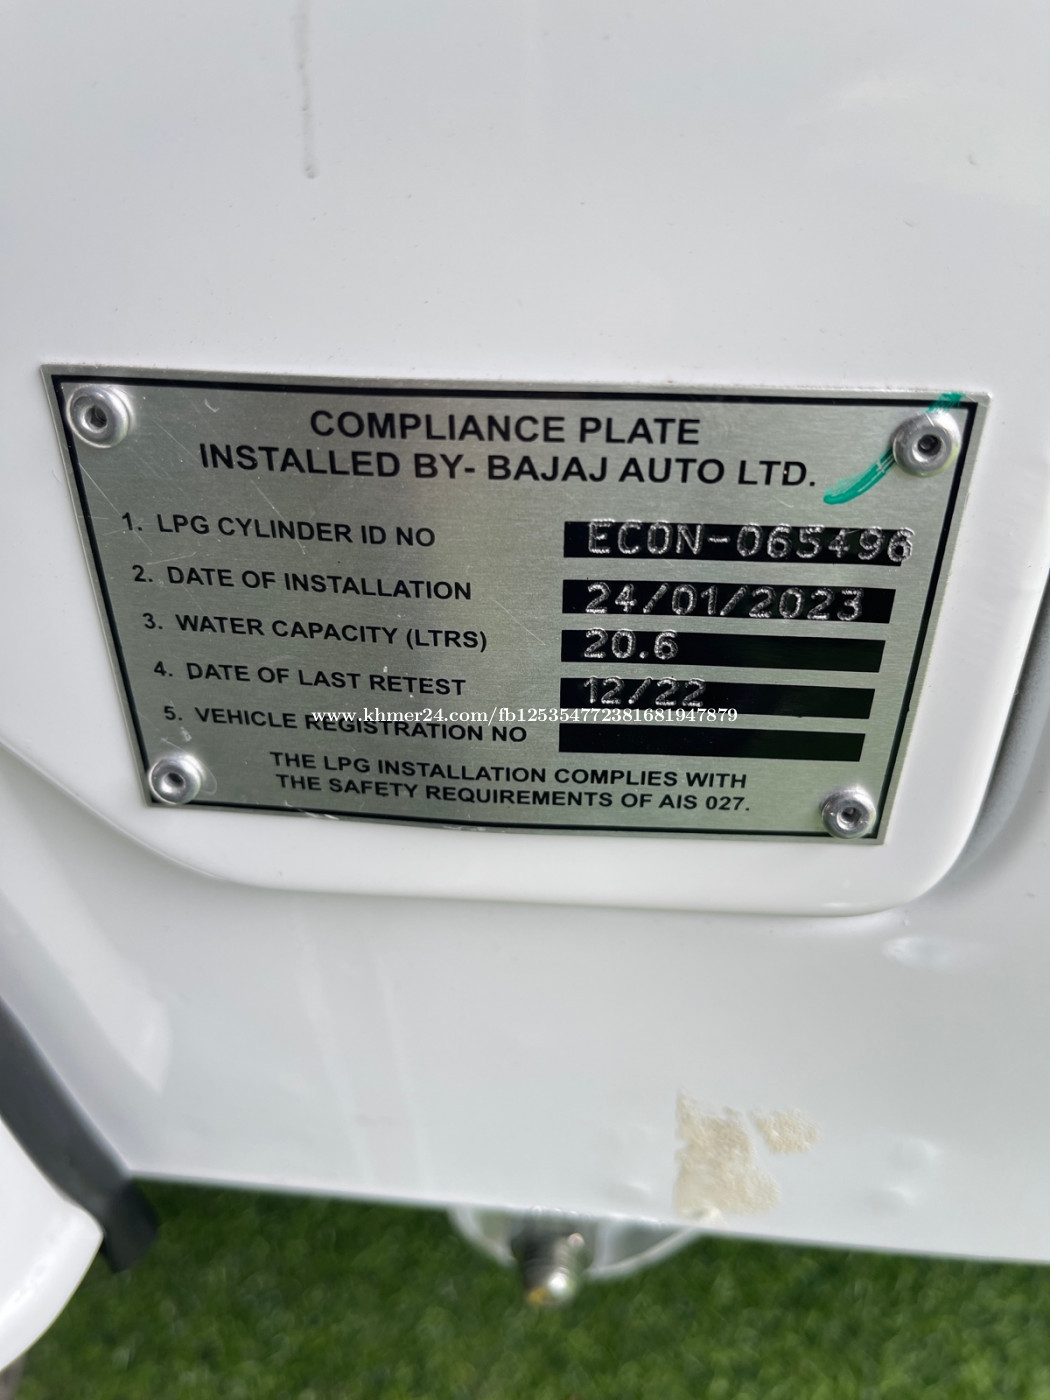 COMPLIANCE PLATE
INSTALLED BY- BAJAJ AUTO LTD.
1. LPG CYLINDER ID NO ECON-065496
2. DATE OF INSTALLATION 24/01/2023
3. WATER CAPACITY (LTRS) 20.6
4. DATE OF LAST RETEST 12/22
www.khmer24.com/fb125354772381681947879
5. VEHICLE REGISTRATION NO
THE LPG INSTALLATION COMPLIES WITH
THE SAFETY REQUIREMENTS OF AIS 027.